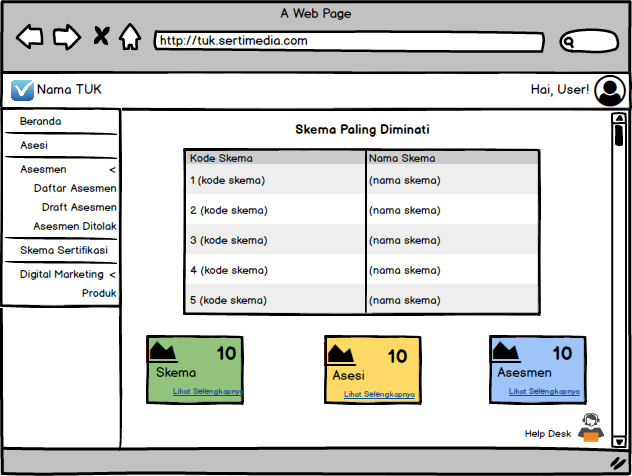 A Web Page
http://tuk.sertimedia.com
Nama TUK
Hai, User!
Beranda
Asesi
Asesmen <
Daftar Asesmen
Draft Asesmen
Asesmen Ditolak
Skema Sertifikasi
Digital Marketing <
Produk
Skema Paling Diminati
Kode Skema Nama Skema
1 (kode skema) (nama skema)
2 (kode skema) (nama skema)
3 (kode skema) (nama skema)
4 (kode skema) (nama skema)
5 (kode skema) (nama skema)
10
Skema
Lihat Selengkapnya
10
Asesi
Lihat Selengkapnya
10
Asesmen
Lihat Selengkapnya
Help Desk